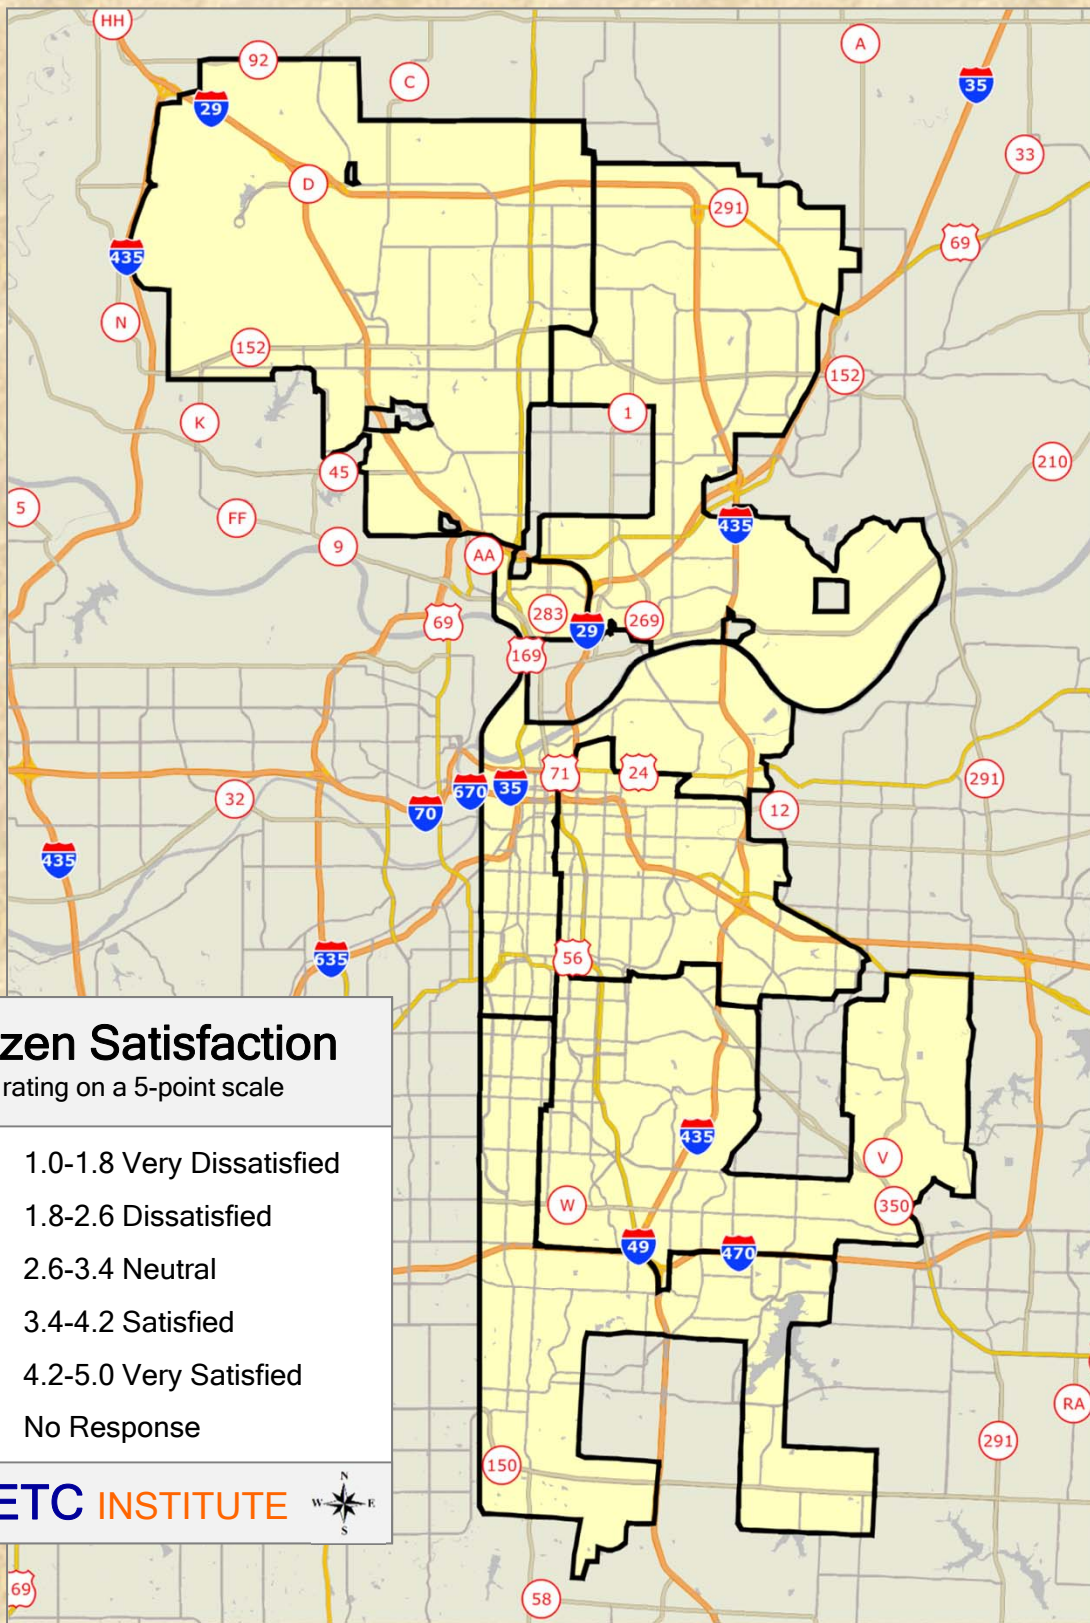 HH
92
A
C
35
29
33
D
291
69
435
N
152
152
K
1
45
210
5
FF
435
9
AA
283
269
69
29
169
71
24
291
670
35
32
12
70
435
56
635
zen Satisfaction
rating on a 5-point scale
435
1.0-1.8 Very Dissatisfied
V
1.8-2.6 Dissatisfied
W
350
49
470
2.6-3.4 Neutral
3.4-4.2 Satisfied
4.2-5.0 Very Satisfied
RA
No Response
291
150
ETC INSTITUTE
N
W E
S
69
58